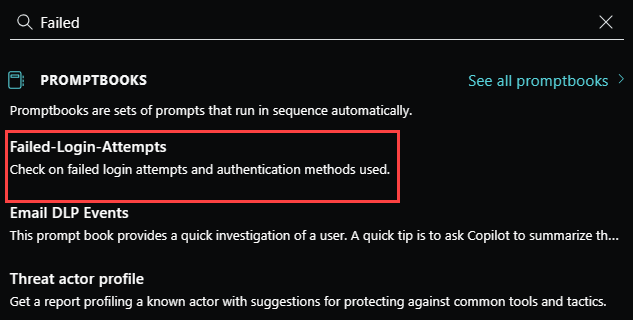 Failed
PROMPTBOOKS
See all promptbooks
Promptbooks are sets of prompts that run in sequence automatically.
Failed-Login-Attempts
Check on failed login attempts and authentication methods used.
Email DLP Events
This prompt book provides a quick investigation of a user. A quick tip is to ask Copilot to summarize th...
Threat actor profile
Get a report profiling a known actor with suggestions for protecting against common tools and tactics.